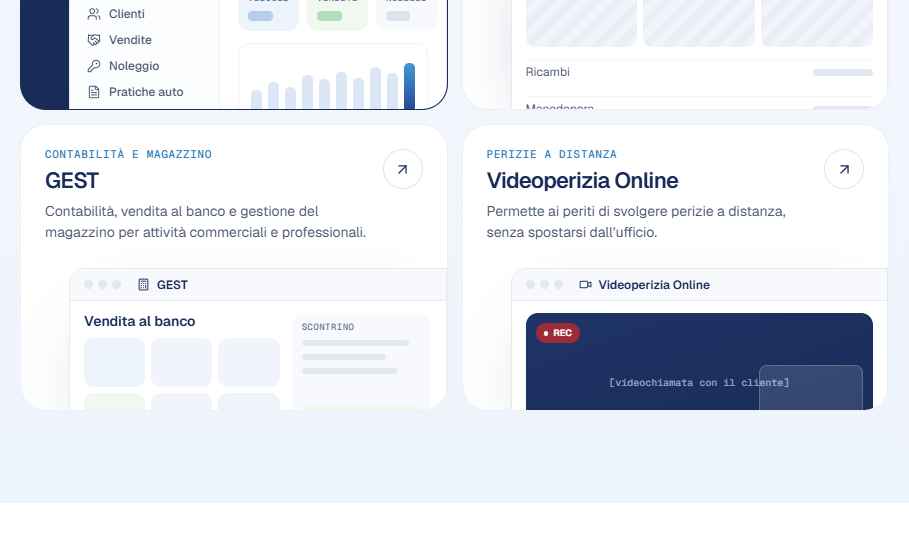 Clienti
Vendite
Noleggio
Pratiche auto
Ricambi
Manodopera
CONTABILITÀ E MAGAZZINO
GEST
Contabilità, vendita al banco e gestione del
magazzino per attività commerciali e professionali.
GEST
Vendita al banco
SCONTRINO
PERIZIE A DISTANZA
Videoperizia Online
Permette ai periti di svolgere perizie a distanza,
senza spostarsi dall'ufficio.
Videoperizia Online
REC
[videochiamata con il cliente]